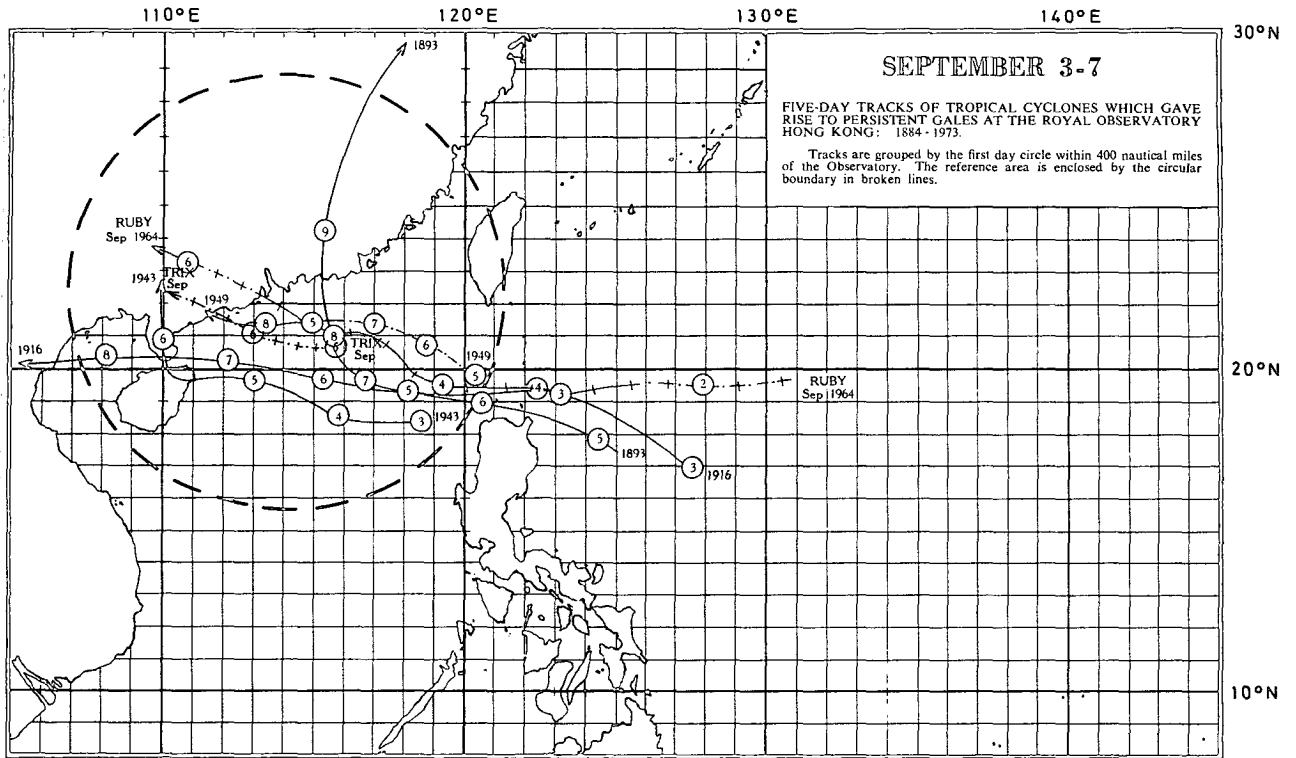 110°E 120°E 130°E 140°E
30°N
SEPTEMBER 3-7
FIVE-DAY TRACKS OF TROPICAL CYCLONES WHICH GAVE
RISE TO PERSISTENT GALES AT THE ROYAL OBSERVATORY
HONG KONG: 1884-1973.
Tracks are grouped by the first day circle within 400 nautical miles
of the Observatory. The reference area is enclosed by the circular
boundary in broken lines.
1893
9
RUBY
Sep 1964
6
1943
TRIX
Sep
1949
8
5
7
6
6
8
6
TRIX
Sep
1949
5
1916
8
7
6
7
5
4
4
3
2
RUBY
Sep 1964
20°N
5
4
3
1943
6
5
1893
3
1916
10°N